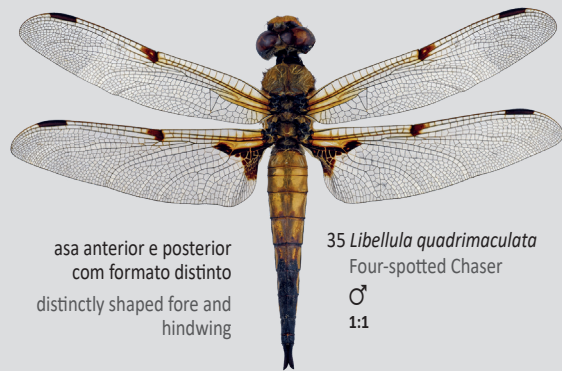 asa anterior e posterior
com formato distinto
distinctly shaped fore and
hindwing
35 Libellula quadrimaculata
Four-spotted Chaser
♂
1:1